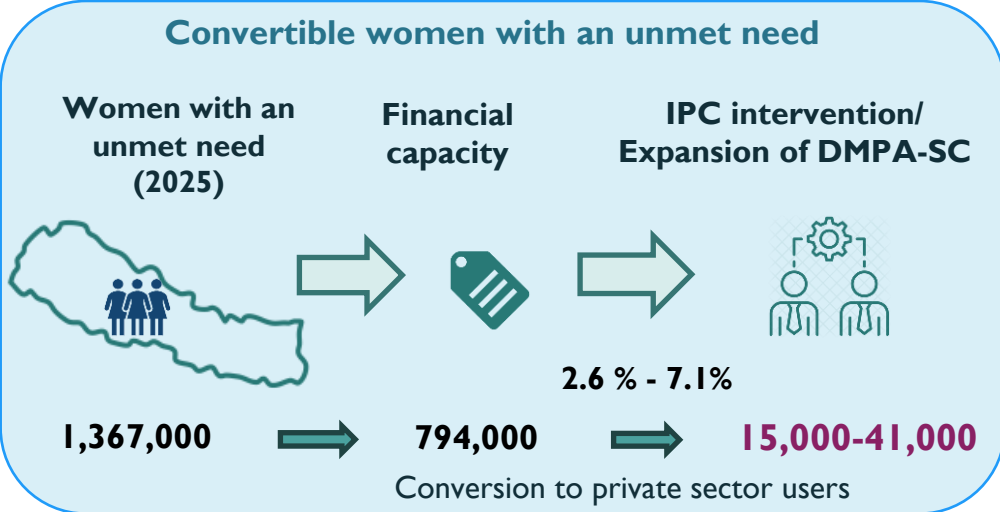 Convertible women with an unmet need
Women with an
unmet need
(2025)
Financial
capacity
IPC intervention/
Expansion of DMPA-SC
2.6 % - 7.1%
1,367,000
794,000
15,000-41,000
Conversion to private sector users